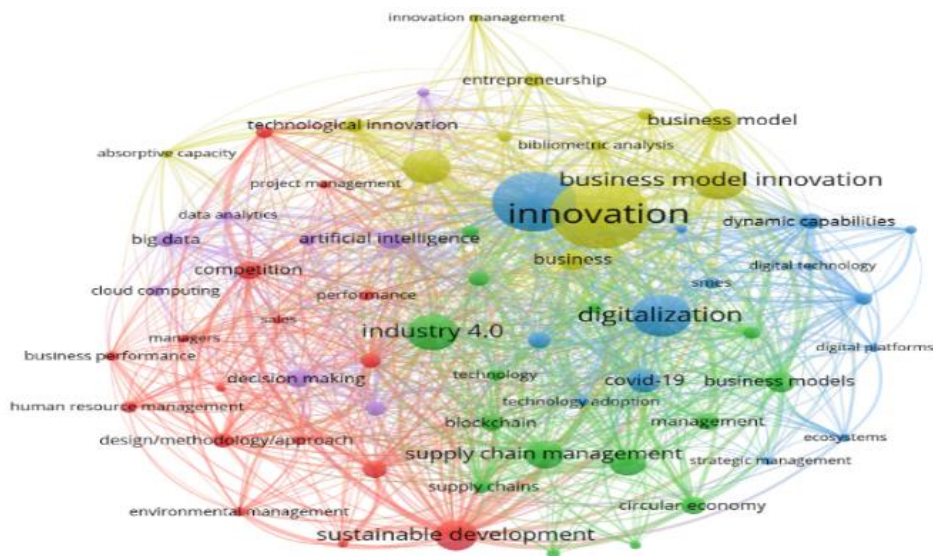 innovation management
entrepreneurship
technological innovation
business model
bibliometric analysis
absorptive capacity
project management
business model innovation
data analytics
innovation
dynamic capabilities
big data
artificial intelligence
business
digital technology
competition
smes
cloud computing
performance
digitalization
sales
industry 4.0
managers
business performance
digital platforms
technology
decision making
covid-19
business models
technology adoption
human resource management
blockchain
management
design/methodology/approach
ecosystems
supply chain management
strategic management
supply chains
circular economy
environmental management
sustainable development